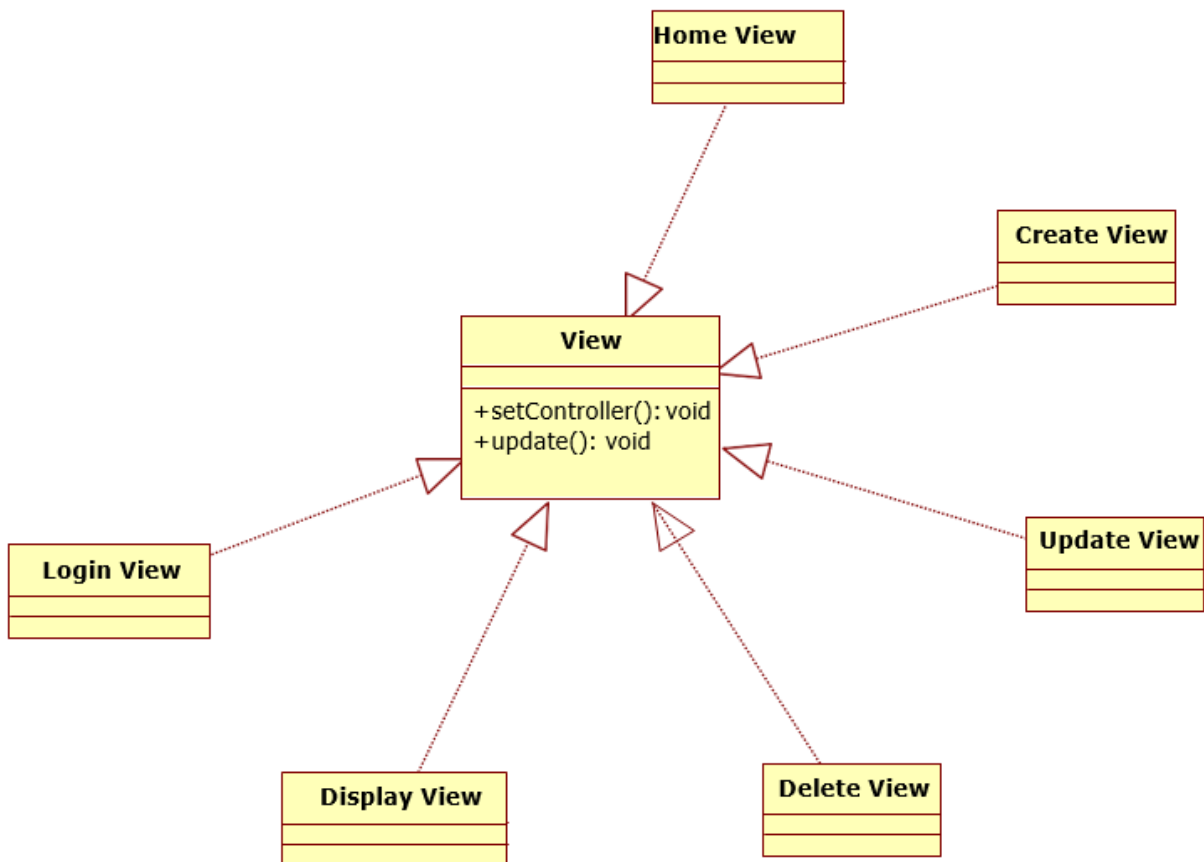 Home View
Create View
View
+setController(): void
+update(): void
Login View
Update View
Display View
Delete View